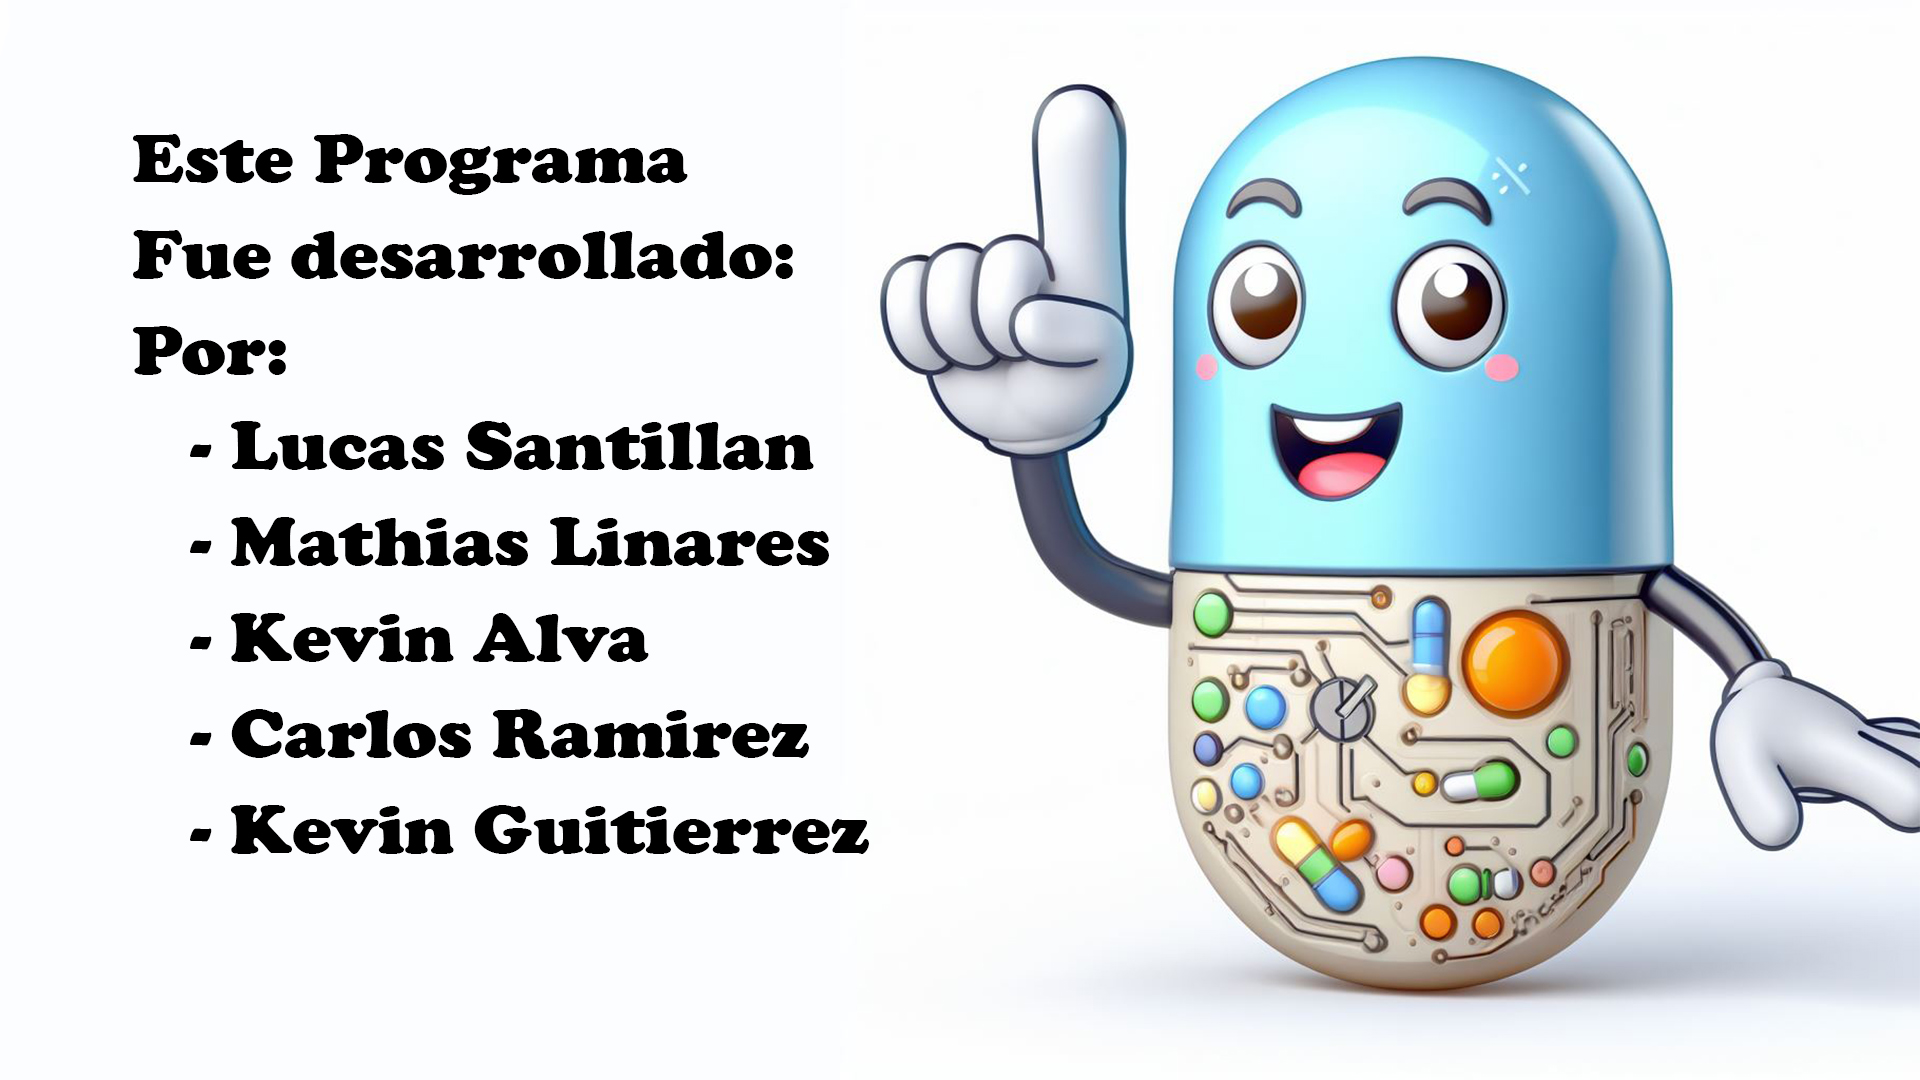 Este Programa
Fue desarrollado:
Por:
- Lucas Santillan
- Mathias Linares
- Kevin Alva
- Carlos Ramirez
- Kevin Guitierrez